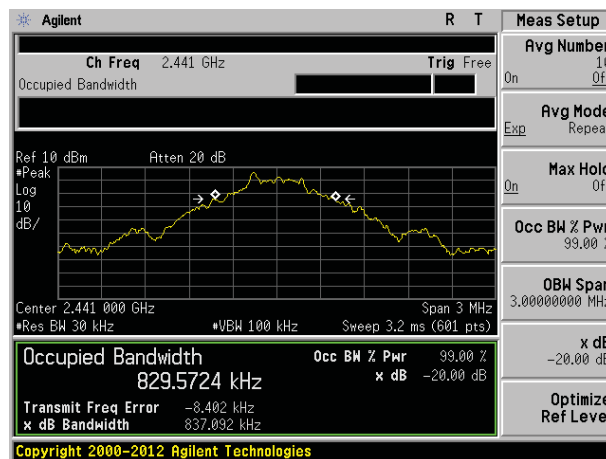 Agilent R T Meas Setup
Ch Freq 2.441 GHz Trig Free
Occupied Bandwidth
Avg Number
On
Avg Mode
Exp Repea
Ref 10 dBm Atten 20 dB
#Peak
Log
10
dB/
Max Hold
On
Occ BW % Pwr
99.00 %
OBW Span
3.00000000 MHz
Center 2.441 000 GHz Span 3 MHz
#Res BW 30 kHz #VBW 100 kHz Sweep 3.2 ms (601 pts)
x dB
-20.00 dB
Occupied Bandwidth Occ BW % Pwr 99.00 %
829.5724 kHz x dB -20.00 dB
Transmit Freq Error -8.402 kHz
x dB Bandwidth 837.092 kHz
Optimize
Ref Leve
Copyright 2000-2012 Agilent Technologies